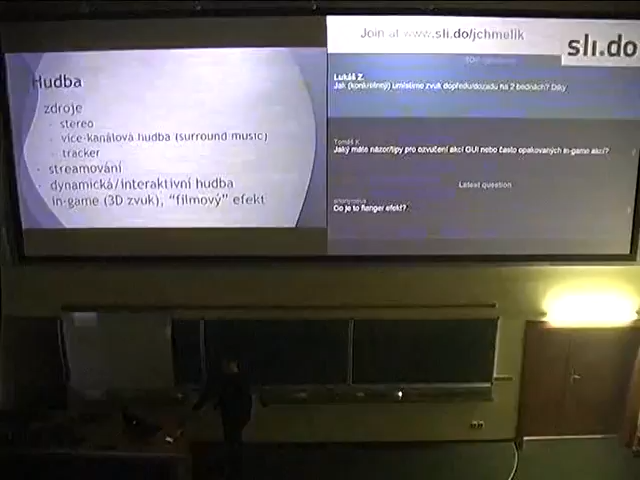 Hudba
zdroje
- stereo
- více-kanálová hudba (surround music)
- tracker
- streamování
- dynamická/interaktivní hudba
in-game (3D zvuk), “filmový” efekt
Join at www.sli.do/jchmelik
sli.do
Lukáš Z.
Jak (konkrétně) umístíme zvuk dopředu/dozadu na 2 bednách? Díky
Tomáš K
Jaký máte názor/tipy pro ozvučení akcí GUI nebo často opakovaných in-game akcí?
Latest question
anonymous
Co je to flanger efekt?